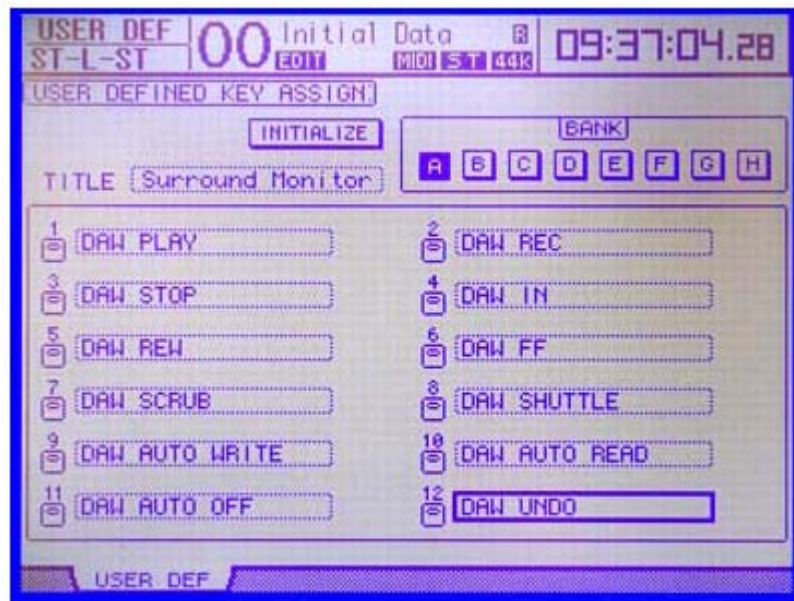 USER DEF
ST-L-ST
00 Initial Data R
EDIT MIDI ST 44K
09:37:04.28
USER DEFINED KEY ASSIGN
INITIALIZE
BANK
A B C D E F G H
TITLE Surround Monitor
1 DAW PLAY
2 DAW REC
3 DAW STOP
4 DAW IN
5 DAW REW
6 DAW FF
7 DAW SCRUB
8 DAW SHUTTLE
9 DAW AUTO WRITE
10 DAW AUTO READ
11 DAW AUTO OFF
12 DAW UNDO
USER DEF